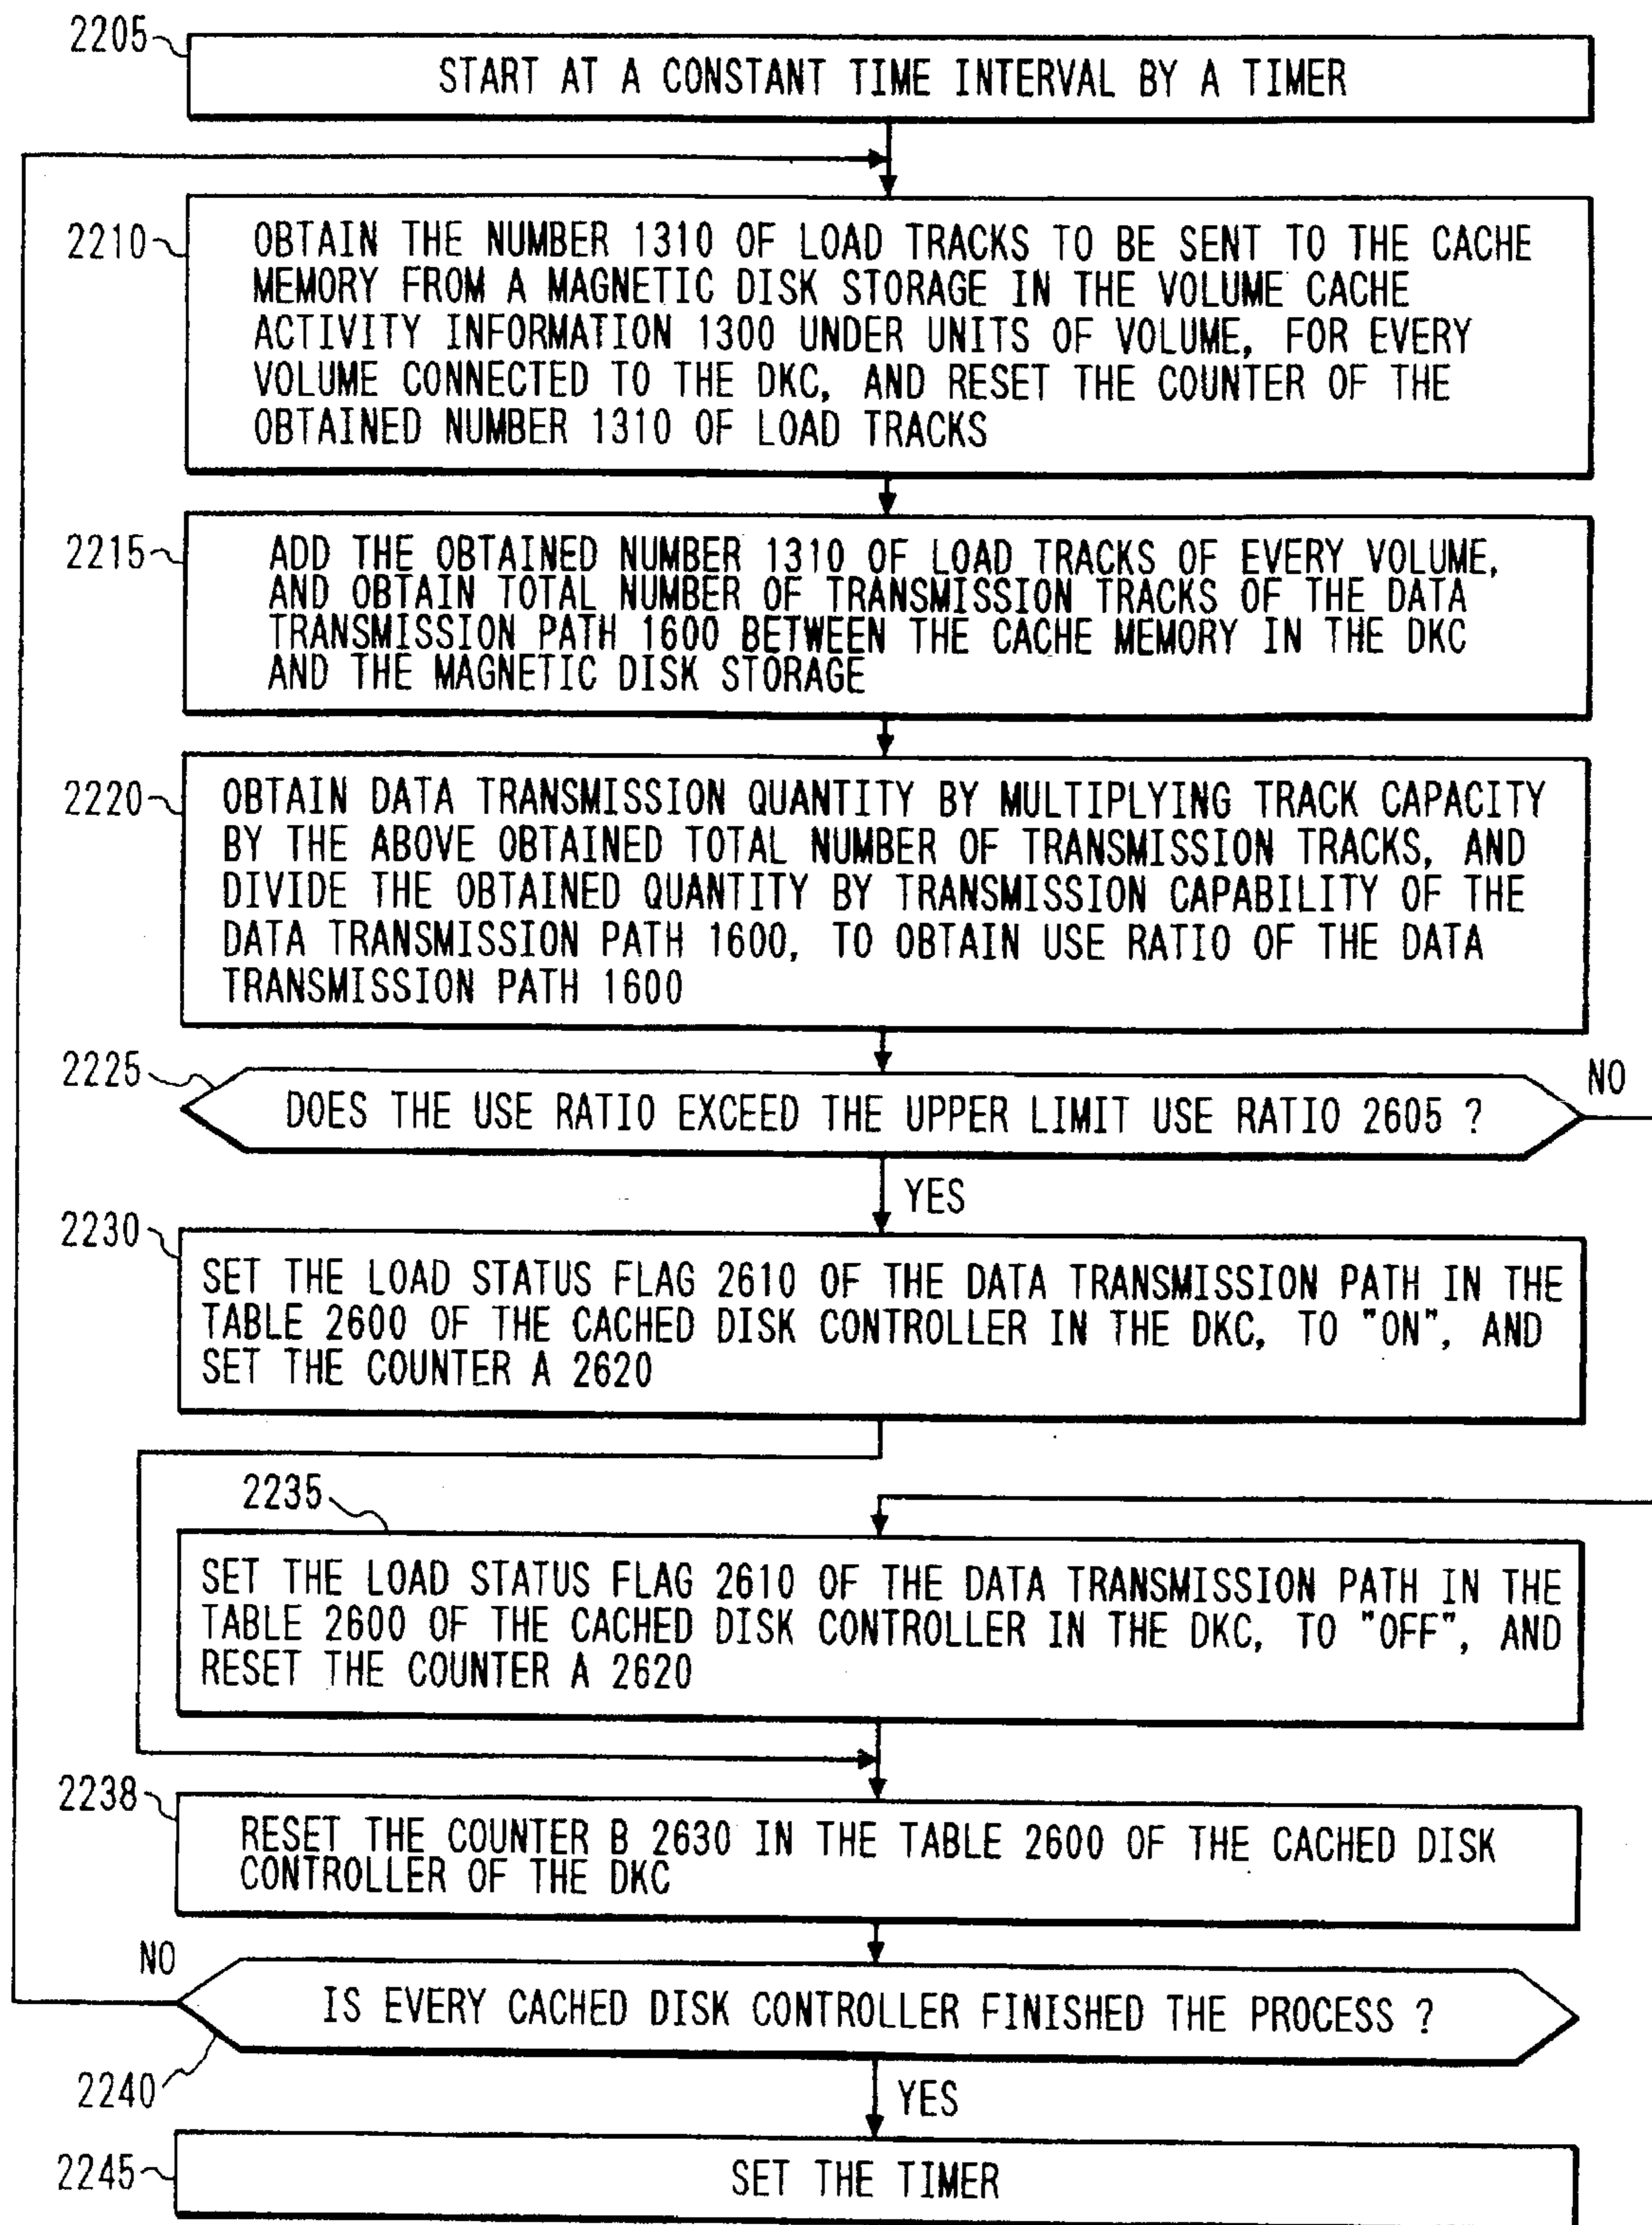 2205
START AT A CONSTANT TIME INTERVAL BY A TIMER
2210
OBTAIN THE NUMBER 1310 OF LOAD TRACKS TO BE SENT TO THE CACHE
MEMORY FROM A MAGNETIC DISK STORAGE IN THE VOLUME CACHE
ACTIVITY INFORMATION 1300 UNDER UNITS OF VOLUME, FOR EVERY
VOLUME CONNECTED TO THE DKC, AND RESET THE COUNTER OF THE
OBTAINED NUMBER 1310 OF LOAD TRACKS
2215
ADD THE OBTAINED NUMBER 1310 OF LOAD TRACKS OF EVERY VOLUME,
AND OBTAIN TOTAL NUMBER OF TRANSMISSION TRACKS OF THE DATA
TRANSMISSION PATH 1600 BETWEEN THE CACHE MEMORY IN THE DKC
AND THE MAGNETIC DISK STORAGE
2220
OBTAIN DATA TRANSMISSION QUANTITY BY MULTIPLYING TRACK CAPACITY
BY THE ABOVE OBTAINED TOTAL NUMBER OF TRANSMISSION TRACKS, AND
DIVIDE THE OBTAINED QUANTITY BY TRANSMISSION CAPABILITY OF THE
DATA TRANSMISSION PATH 1600, TO OBTAIN USE RATIO OF THE DATA
TRANSMISSION PATH 1600
2225
DOES THE USE RATIO EXCEED THE UPPER LIMIT USE RATIO 2605 ?
NO
YES
2230
SET THE LOAD STATUS FLAG 2610 OF THE DATA TRANSMISSION PATH IN THE
TABLE 2600 OF THE CACHED DISK CONTROLLER IN THE DKC, TO "ON", AND
SET THE COUNTER A 2620
2235
SET THE LOAD STATUS FLAG 2610 OF THE DATA TRANSMISSION PATH IN THE
TABLE 2600 OF THE CACHED DISK CONTROLLER IN THE DKC, TO "OFF", AND
RESET THE COUNTER A 2620
2238
RESET THE COUNTER B 2630 IN THE TABLE 2600 OF THE CACHED DISK
CONTROLLER OF THE DKC
NO
IS EVERY CACHED DISK CONTROLLER FINISHED THE PROCESS ?
2240
YES
2245
SET THE TIMER